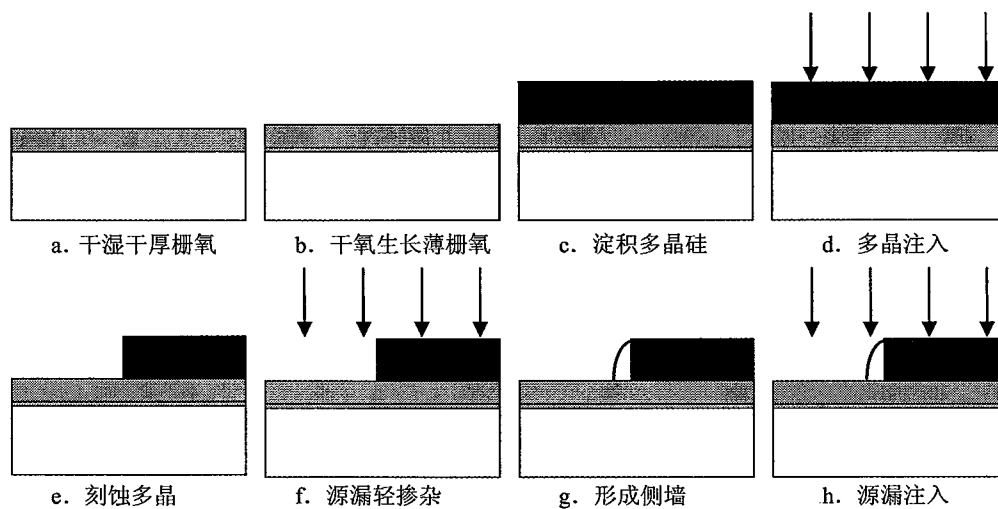 a. 干湿干厚栅氧
b. 干氧生长薄栅氧
c. 淀积多晶硅
d. 多晶注入
e. 刻蚀多晶
f. 源漏轻掺杂
g. 形成侧墙
h. 源漏注入